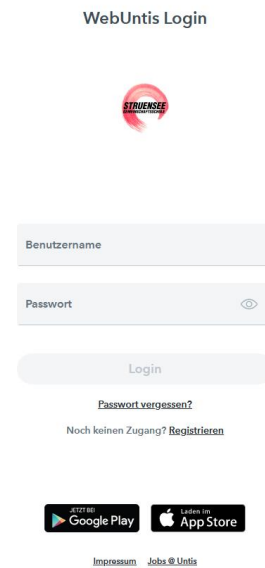 WebUntis Login
STRUENSEE
GEMEINSCHAFTSSCHULE
Benutzername
Passwort
Login
Passwort vergessen?
Noch keinen Zugang? Registrieren
JETZT BEI
Google Play
Laden im
App Store
Impressum Jobs @ Untis